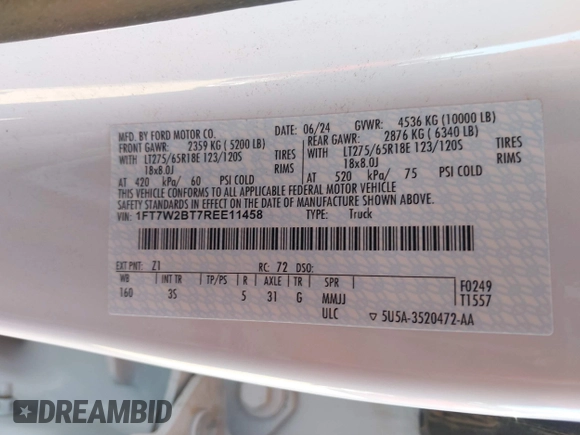 MFD. BY FORD MOTOR CO.
06/24
GVWR: 4536 KG (10000 LB)
FRONT GAWR: 2359 KG (5200 LB)
REAR GAWR: 2876 KG (6340 LB)
WITH LT275/65R18E 123/120S TIRES
WITH LT275/65R18E 123/120S TIRES
18x8.0J RIMS
18x8.0J RIMS
AT 420 kPa/ 60 PSI COLD
AT 520 kPa/ 75 PSI COLD
THIS VEHICLE CONFORMS TO ALL APPLICABLE FEDERAL MOTOR VEHICLE
SAFETY STANDARDS IN EFFECT ON THE DATE OF MANUFACTURE SHOWN ABOVE.
VIN: 1FT7W2BT7REE11458
TYPE: Truck
EXT PNT: Z1 RC: 72 DSO:
WB INT TR TP/PS R AXLE TR SPR
160 3S 5 31 G MMJJ
ULC
F0249
T1557
▽ 5U5A-3520472-AA
DREAMBID